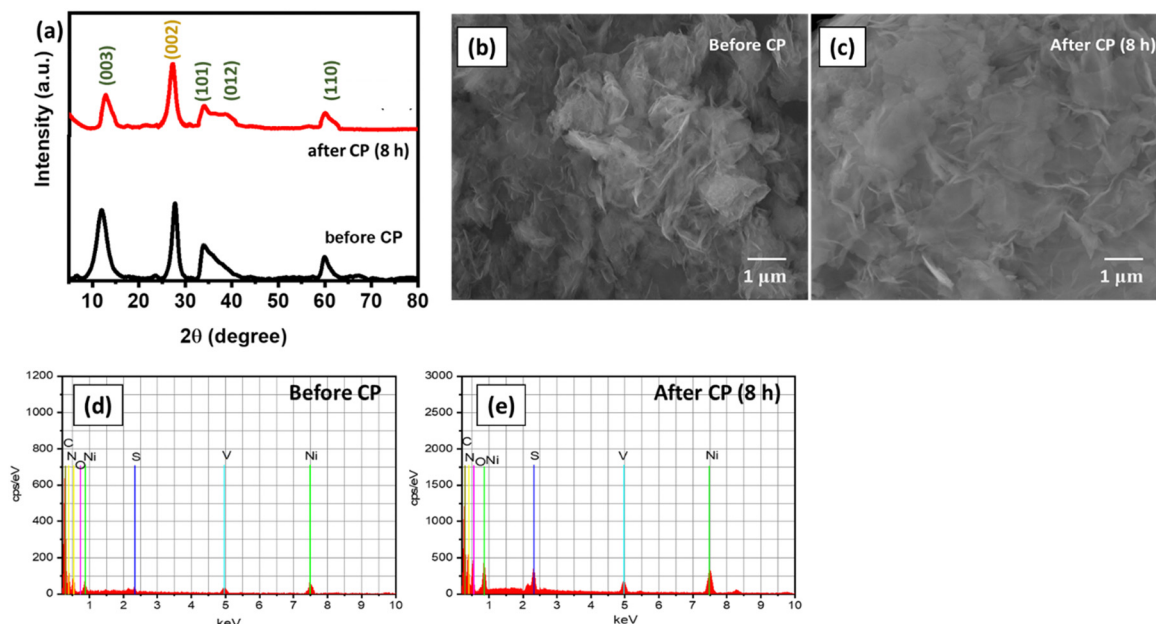 (a)
Intensity (a.u.)
(003)
(002)
(101)
(012)
(110)
after CP (8 h)
before CP
10 20 30 40 50 60 70 80
2θ (degree)
(b)
Before CP
1 μm
(c)
After CP (8 h)
1 μm
(d)
Before CP
1200
1000
800
600
400
200
0
cps/eV
C
N
O
Ni
S
V
Ni
1 2 3 4 5 6 7 8 9 10
keV
(e)
After CP (8 h)
3000
2500
2000
1500
1000
500
0
cps/eV
C
N
O
Ni
S
V
Ni
1 2 3 4 5 6 7 8 9 10
keV